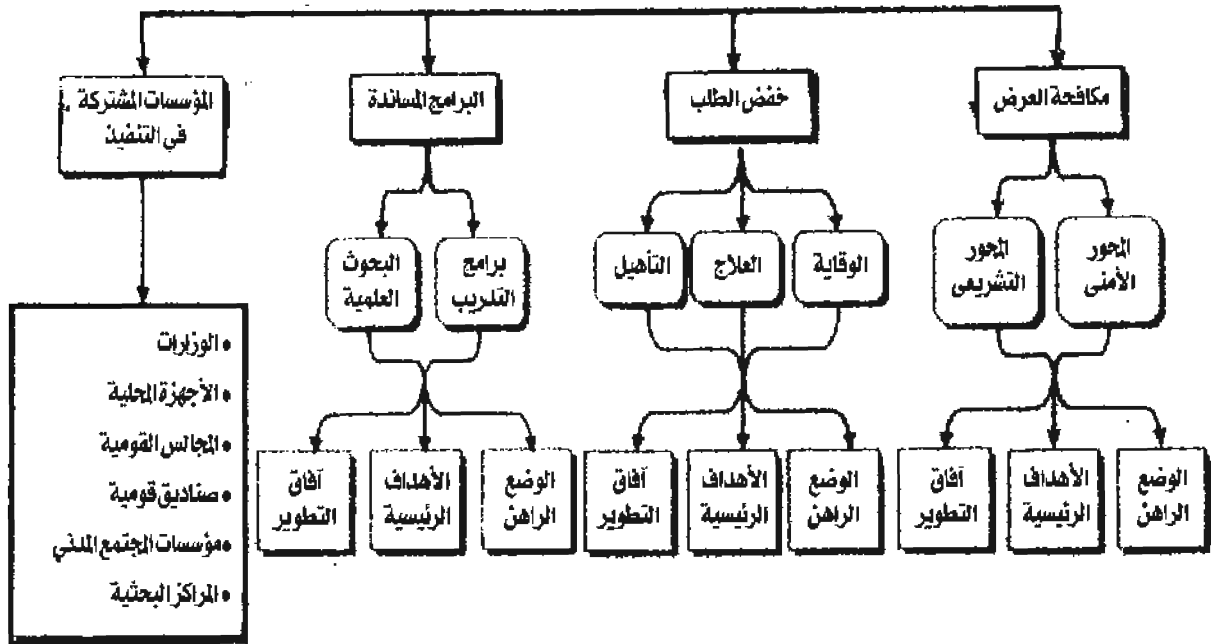 مكافحة العرض
خفض الطلب
البرامج المساندة
المؤسسات المشتركة
في التنفيذ
المحور
الأمنى
المحور
التشريعى
الوقاية
العلاج
التأهيل
برامج
التدريب
البحوث
العلمية
الوضع
الراهن
الأهداف
الرئيسية
آفاق
التطوير
الوضع
الراهن
الأهداف
الرئيسية
آفاق
التطوير
الوضع
الراهن
الأهداف
الرئيسية
آفاق
التطوير
• الوزارات
• الأجهزة المحلية
• المجالس القومية
• صناديق قومية
• مؤسسات المجتمع المدني
• المراكز البحثية